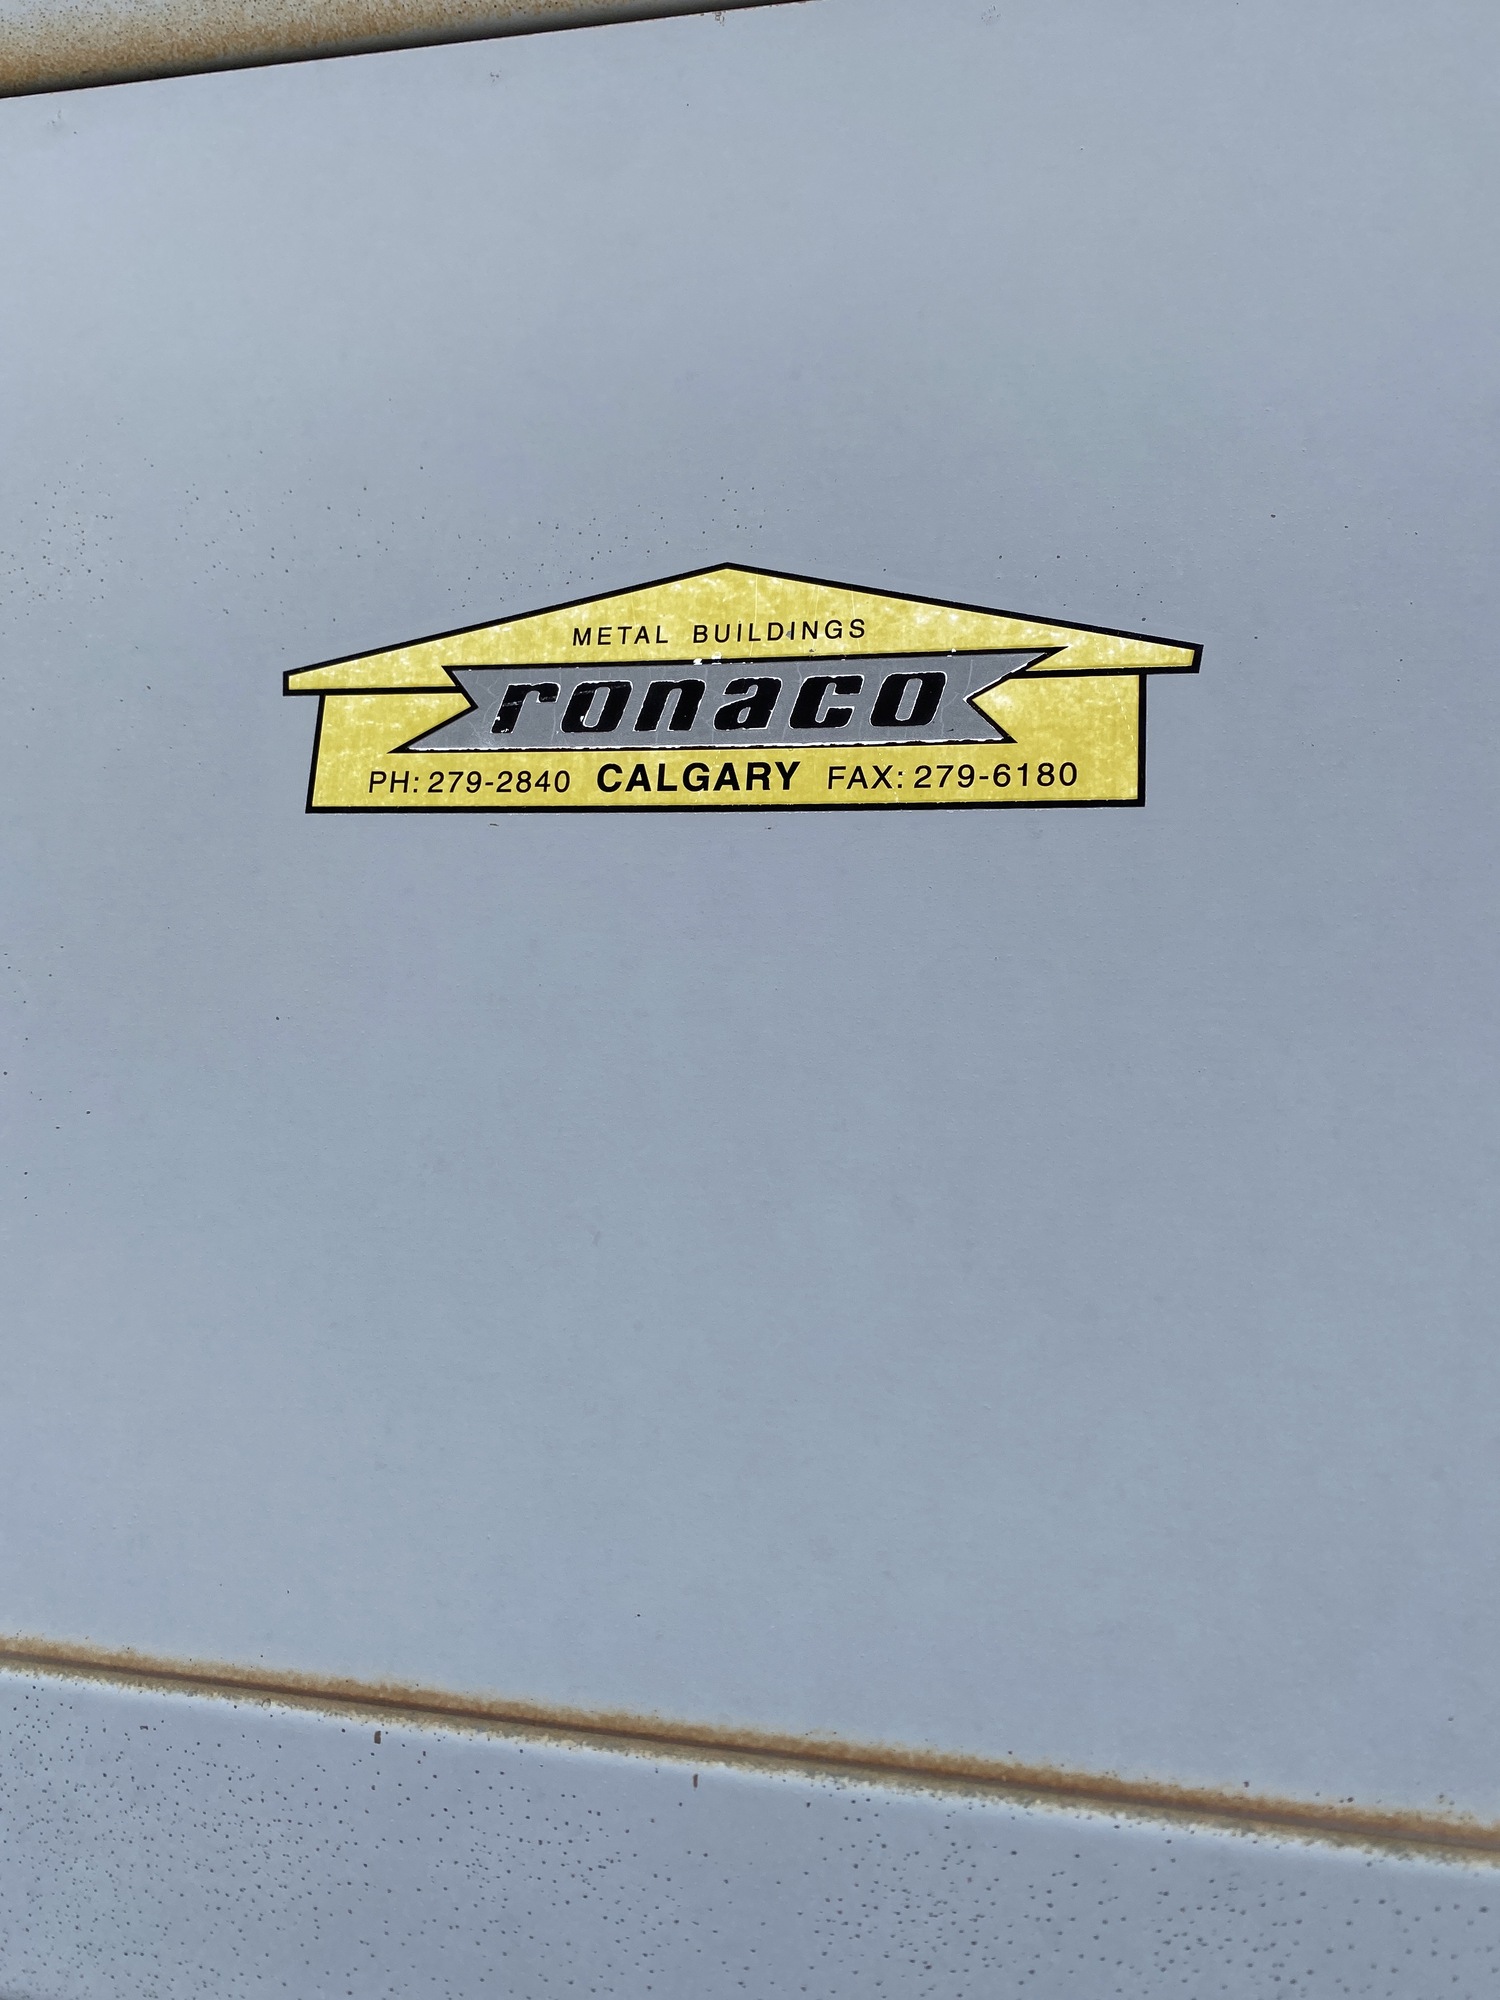 METAL BUILDINGS
ronaco
PH: 279-2840 CALGARY FAX: 279-6180